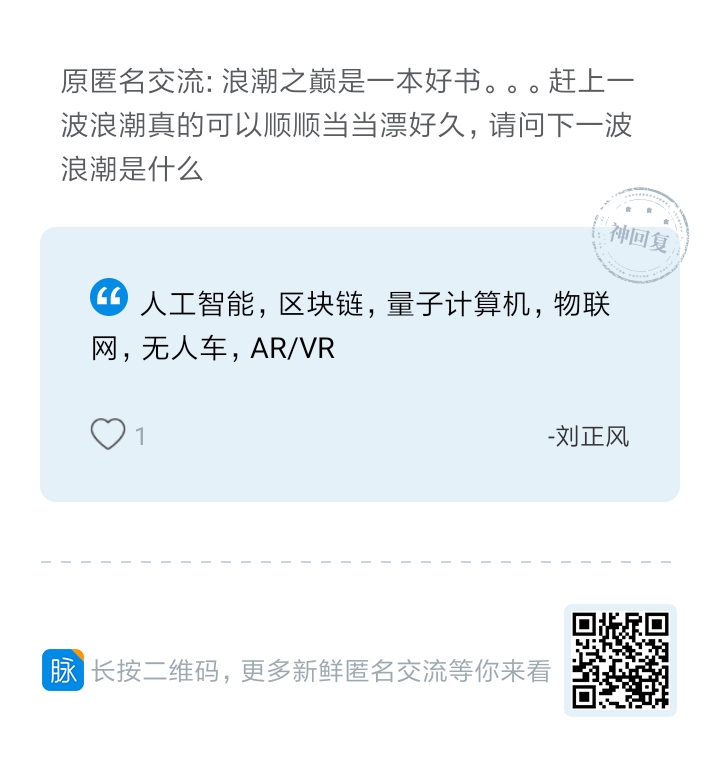 原匿名交流: 浪潮之巅是一本好书。。。赶上一
波浪潮真的可以顺顺当当漂好久，请问下一波
浪潮是什么
神回复
人工智能，区块链，量子计算机，物联
网，无人车，AR/VR
1
-刘正风
脉 长按二维码，更多新鲜匿名交流等你来看